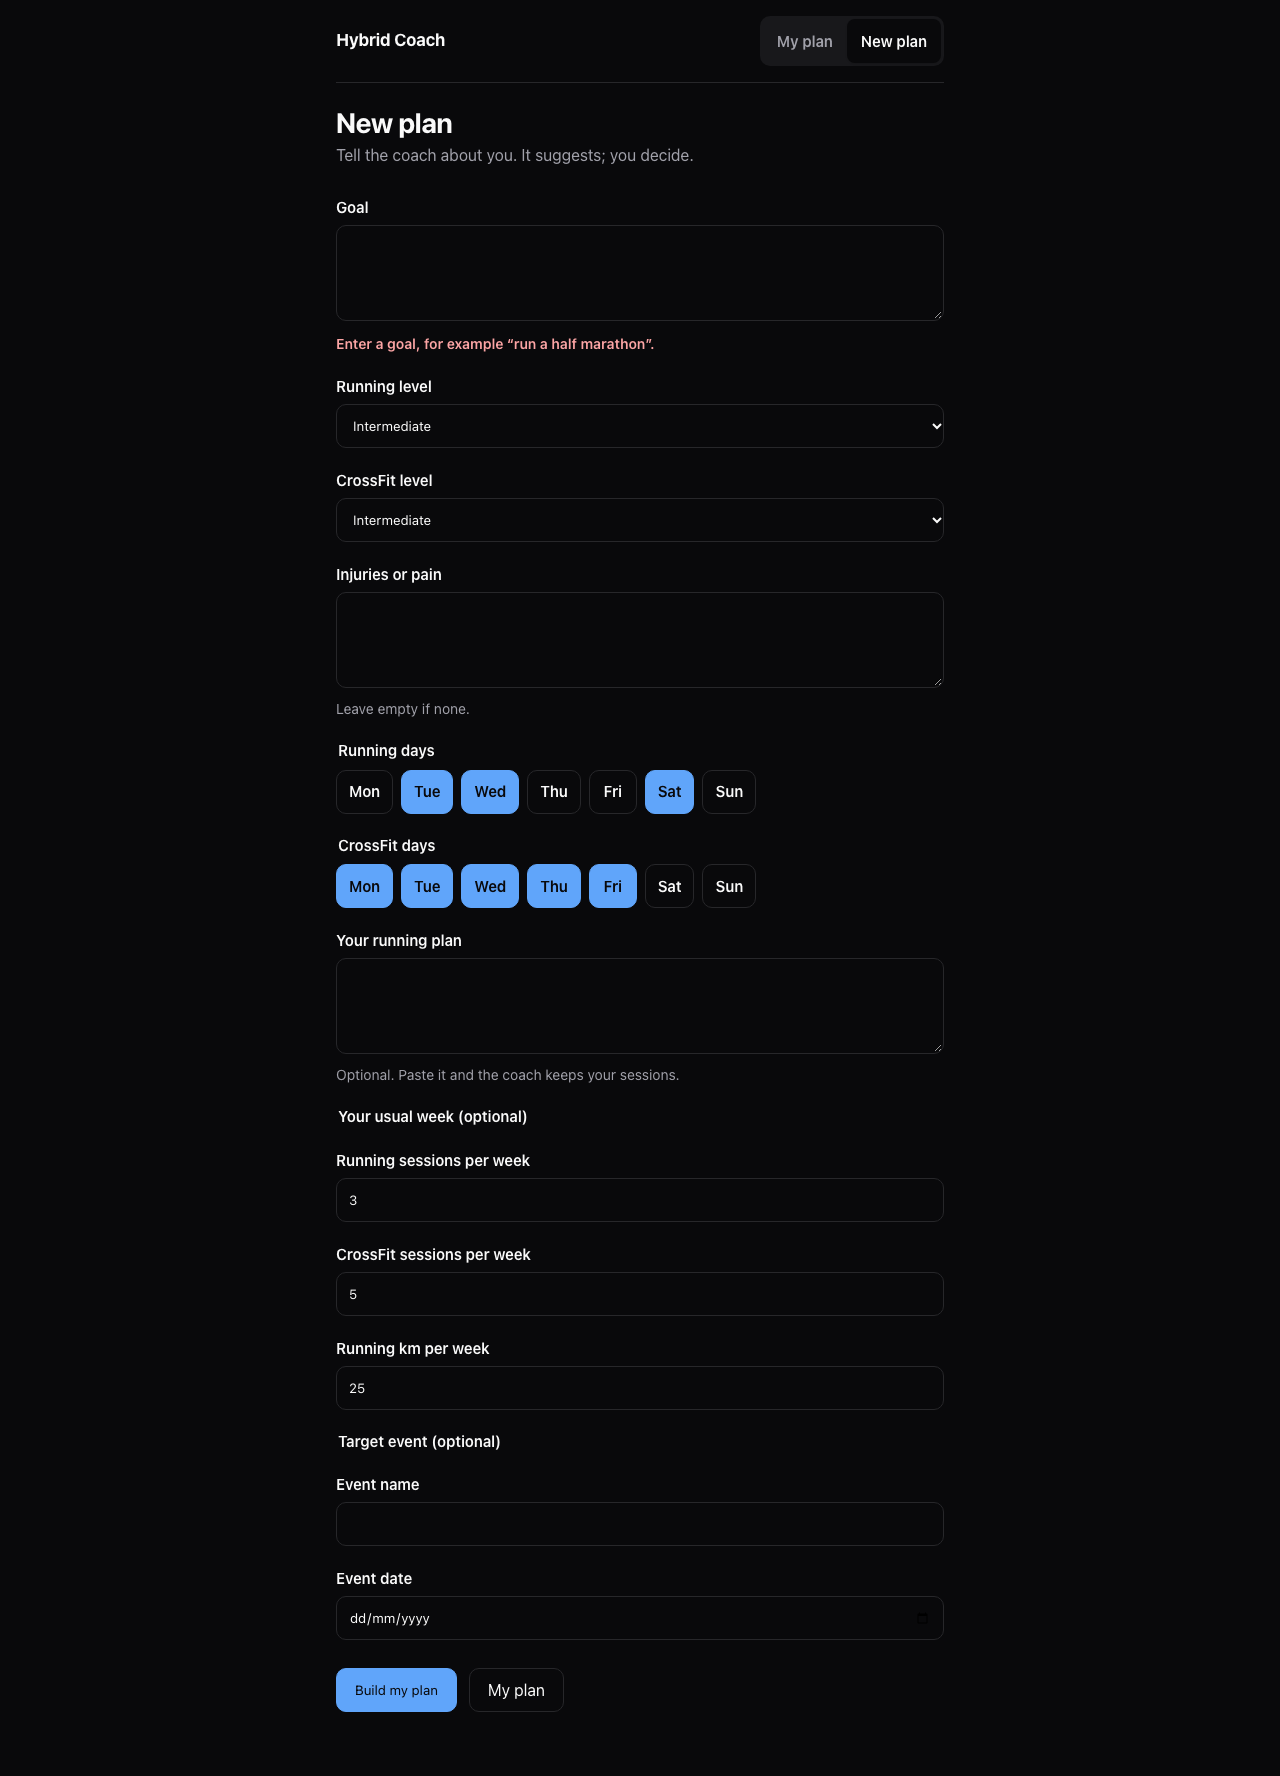 Hybrid Coach
My plan
New plan
New plan
Tell the coach about you. It suggests; you decide.
Goal
Enter a goal, for example “run a half marathon”.
Running level
Intermediate
CrossFit level
Intermediate
Injuries or pain
Leave empty if none.
Running days
Mon Tue Wed Thu Fri Sat Sun
CrossFit days
Mon Tue Wed Thu Fri Sat Sun
Your running plan
Optional. Paste it and the coach keeps your sessions.
Your usual week (optional)
Running sessions per week
3
CrossFit sessions per week
5
Running km per week
25
Target event (optional)
Event name
Event date
dd/mm/yyyy
Build my plan
My plan